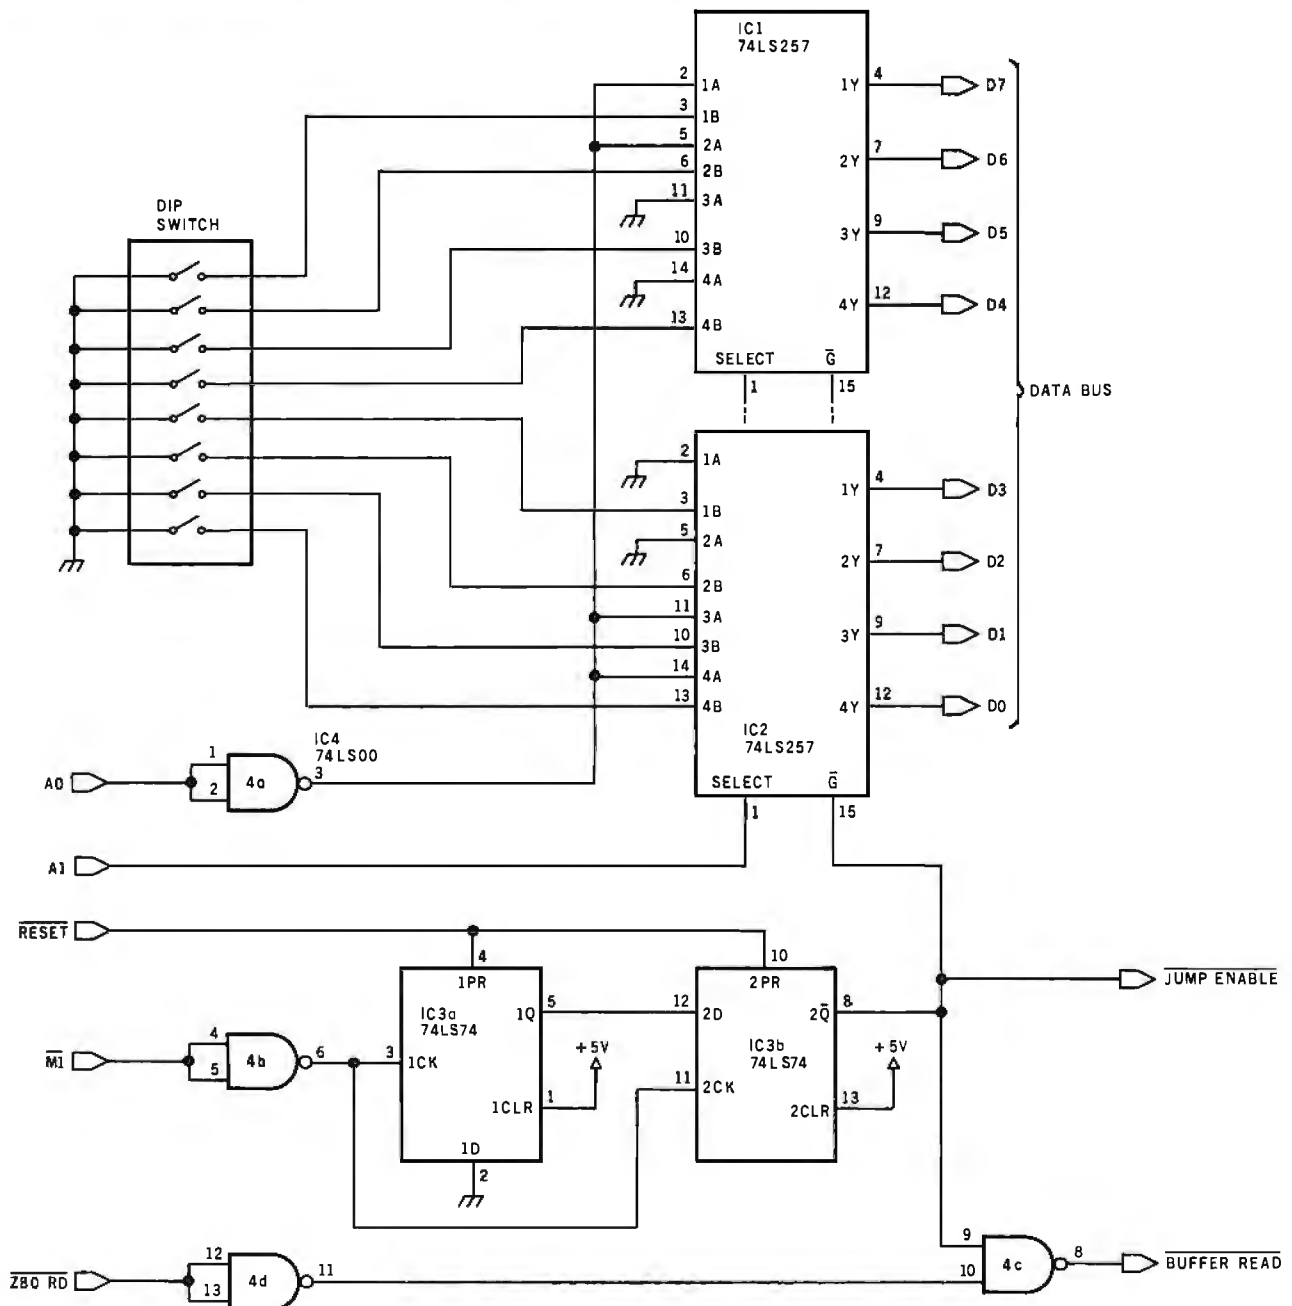 IC1
74LS257
2
1A
1Y
4
D7
3
1B
5
2A
6
2B
2Y
7
D6
11
3A
DIP
SWITCH
10
3B
3Y
9
D5
14
4A
4Y
12
D4
13
4B
SELECT
G̅
1
15
DATA BUS
2
1A
1Y
4
D3
3
1B
5
2A
2Y
7
D2
6
2B
11
3A
3Y
9
D1
10
3B
14
4A
13
4B
4Y
12
D0
IC2
74LS257
SELECT
G̅
1
15
IC4
74LS00
A0
1
2
4a
3
A1
RESET
4
10
JUMP ENABLE
1PR
2PR
IC3a
74LS74
1Q
5
12
2D
2Q̅
8
M1
4
5
4b
6
3
1CK
+5V
IC3b
74LS74
+5V
11
2CK
1CLR
1
2CLR
13
1D
2
Z80 RD
12
13
4d
11
9
10
4c
8
BUFFER READ